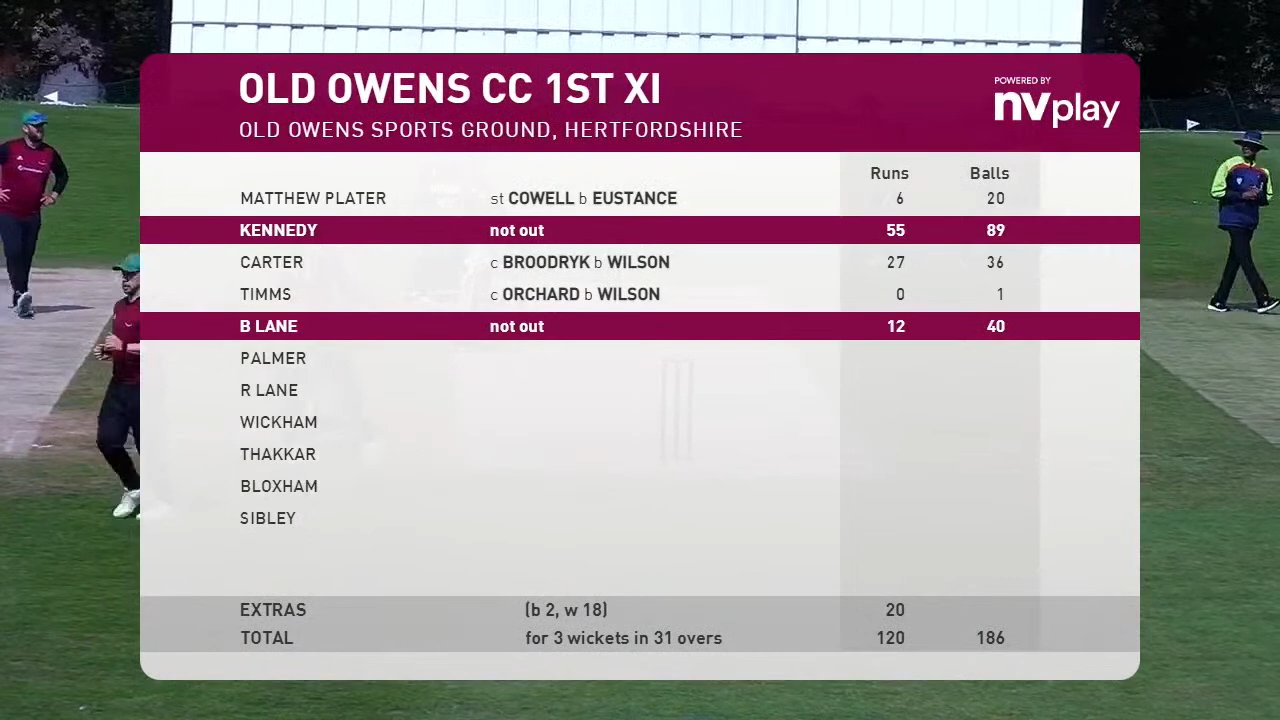 OLD OWENS CC 1ST XI
OLD OWENS SPORTS GROUND, HERTFORDSHIRE
POWERED BY
nvplay
Runs Balls
MATTHEW PLATER st COWELL b EUSTANCE 6 20
KENNEDY not out 55 89
CARTER c BROODRYK b WILSON 27 36
TIMMS c ORCHARD b WILSON 0 1
B LANE not out 12 40
PALMER
R LANE
WICKHAM
THAKKAR
BLOXHAM
SIBLEY
EXTRAS (b 2, w 18) 20
TOTAL for 3 wickets in 31 overs 120 186